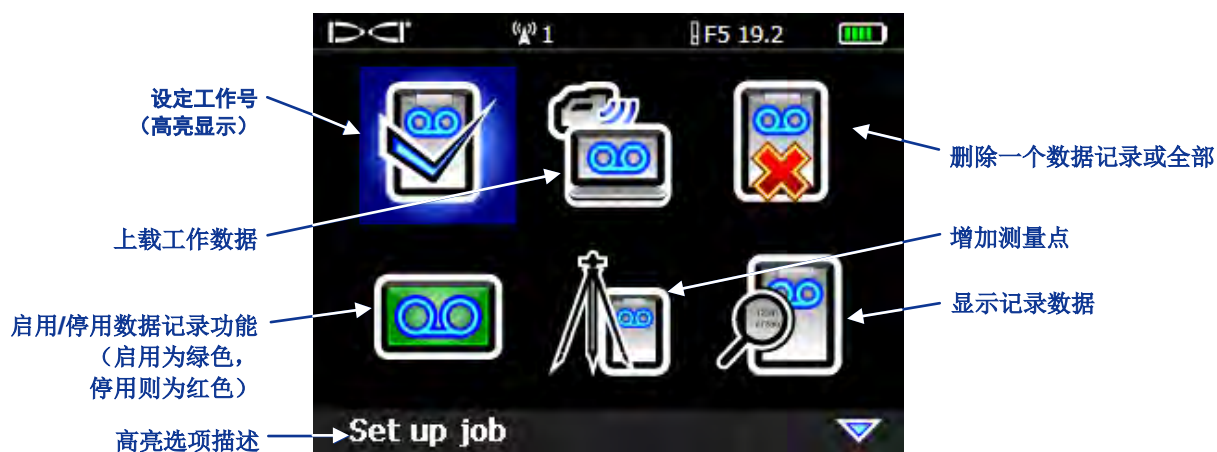 DCI
1
F5 19.2
设定工作号
（高亮显示）
删除一个数据记录或全部
上载工作数据
增加测量点
显示记录数据
启用/停用数据记录功能
（启用为绿色，
停用则为红色）
Set up job
高亮选项描述